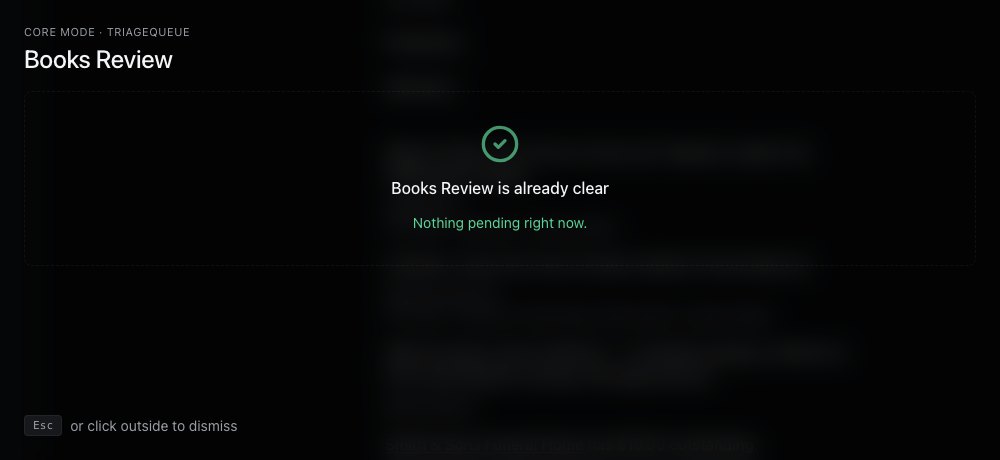 CORE MODE · TRIAGEQUEUE
Books Review
Books Review is already clear
Nothing pending right now.
Esc or click outside to dismiss